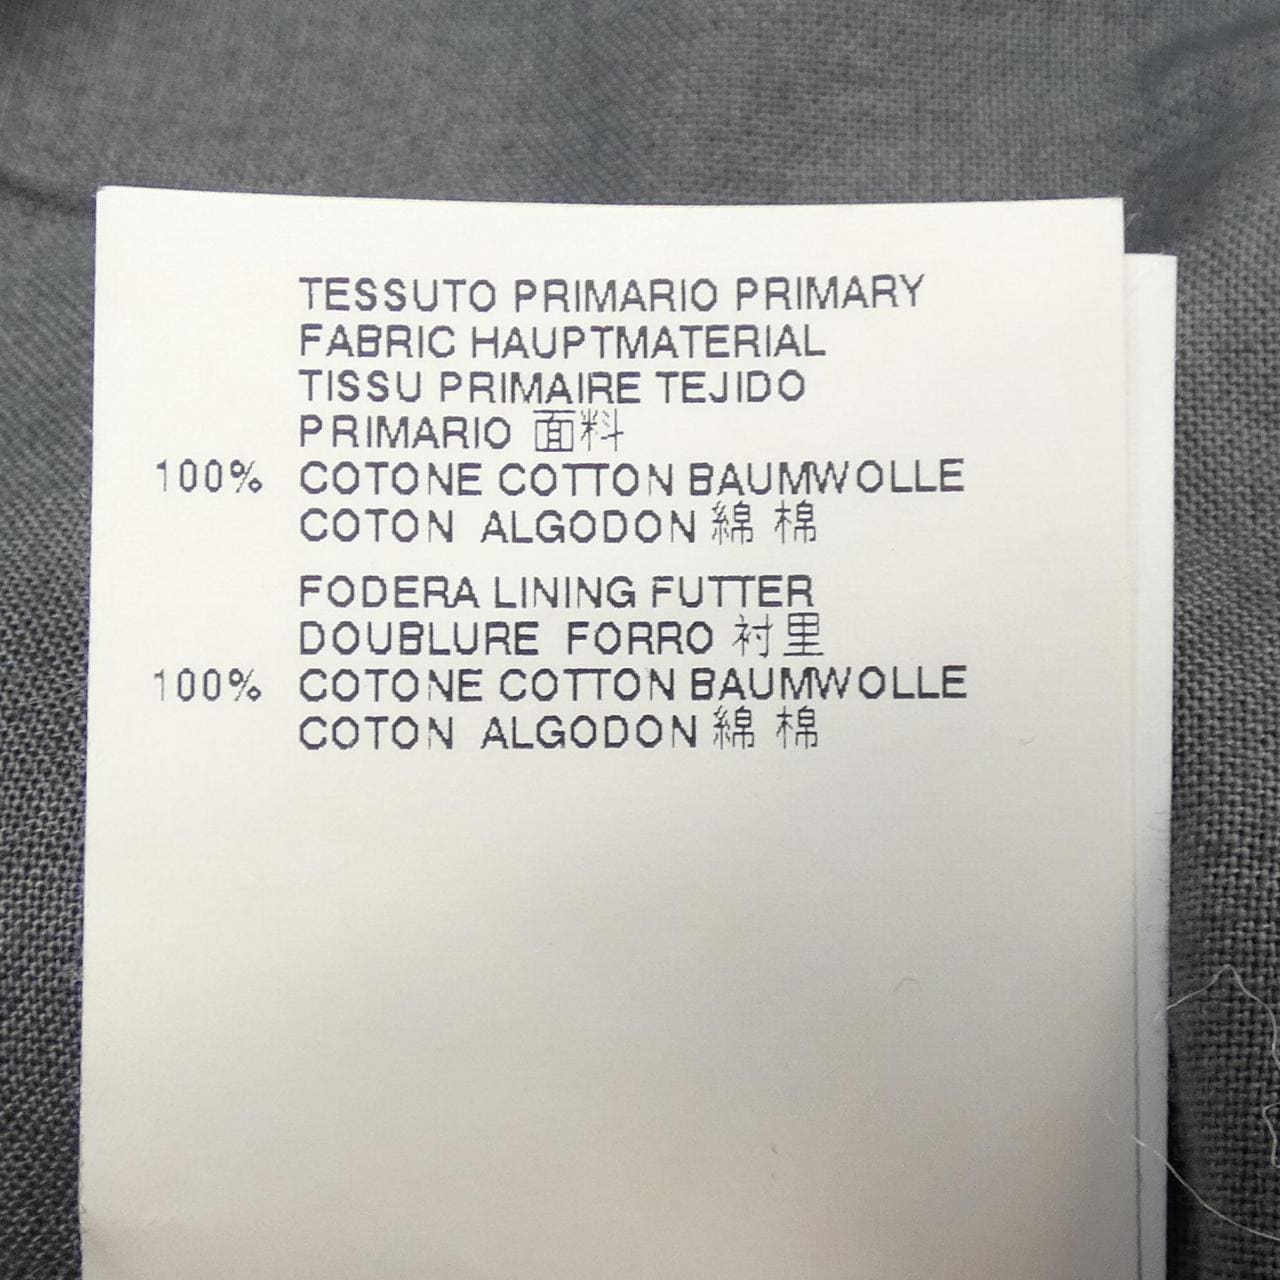 TESSUTO PRIMARIO PRIMARY
FABRIC HAUPTMATERIAL
TISSU PRIMAIRE TEJIDO
PRIMARIO 面料
100% COTONE COTTON BAUMWOLLE
COTON ALGODON 綿 棉
FODERA LINING FUTTER
DOUBLURE FORRO 衬里
100% COTONE COTTON BAUMWOLLE
COTON ALGODON 綿 棉